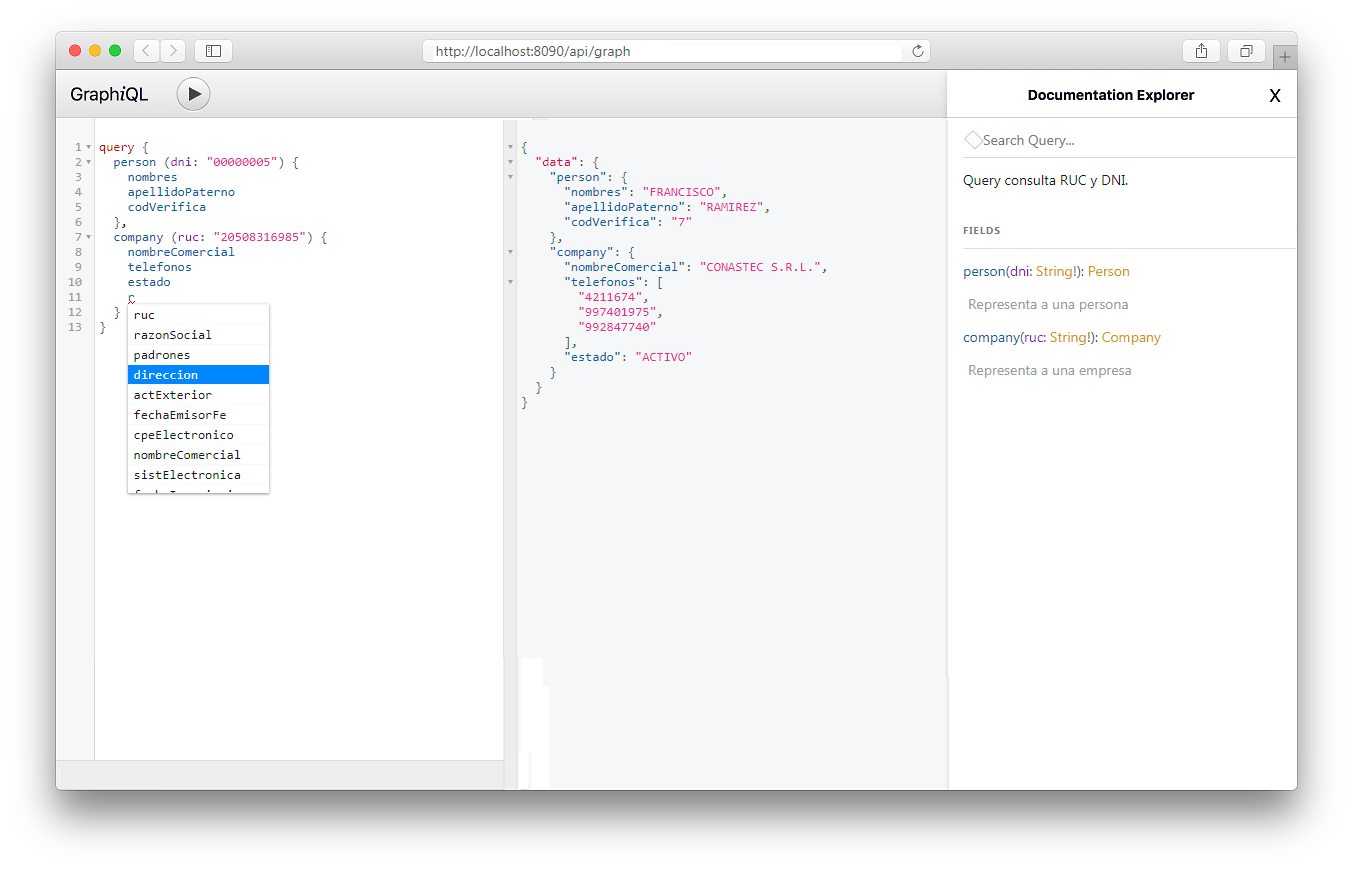 http://localhost:8090/api/graph
GraphiQL
Documentation Explorer
X
1 query {
2 person (dni: "00000005") {
3 nombres
4 apellidoPaterno
5 codVerifica
6 },
7 company (ruc: "20508316985") {
8 nombreComercial
9 telefonos
10 estado
11 r
12 }
13 }
ruc
razonSocial
padrones
direccion
actExterior
fechaEmisorFe
cpeElectronico
nombreComercial
sistElectronica
{
"data": {
"person": {
"nombres": "FRANCISCO",
"apellidoPaterno": "RAMIREZ",
"codVerifica": "7"
},
"company": {
"nombreComercial": "CONASTEC S.R.L.",
"telefonos": [
"4211674",
"997401975",
"992847740"
],
"estado": "ACTIVO"
}
}
}
Search Query...
Query consulta RUC y DNI.
FIELDS
person(dni: String!): Person
Representa a una persona
company(ruc: String!): Company
Representa a una empresa